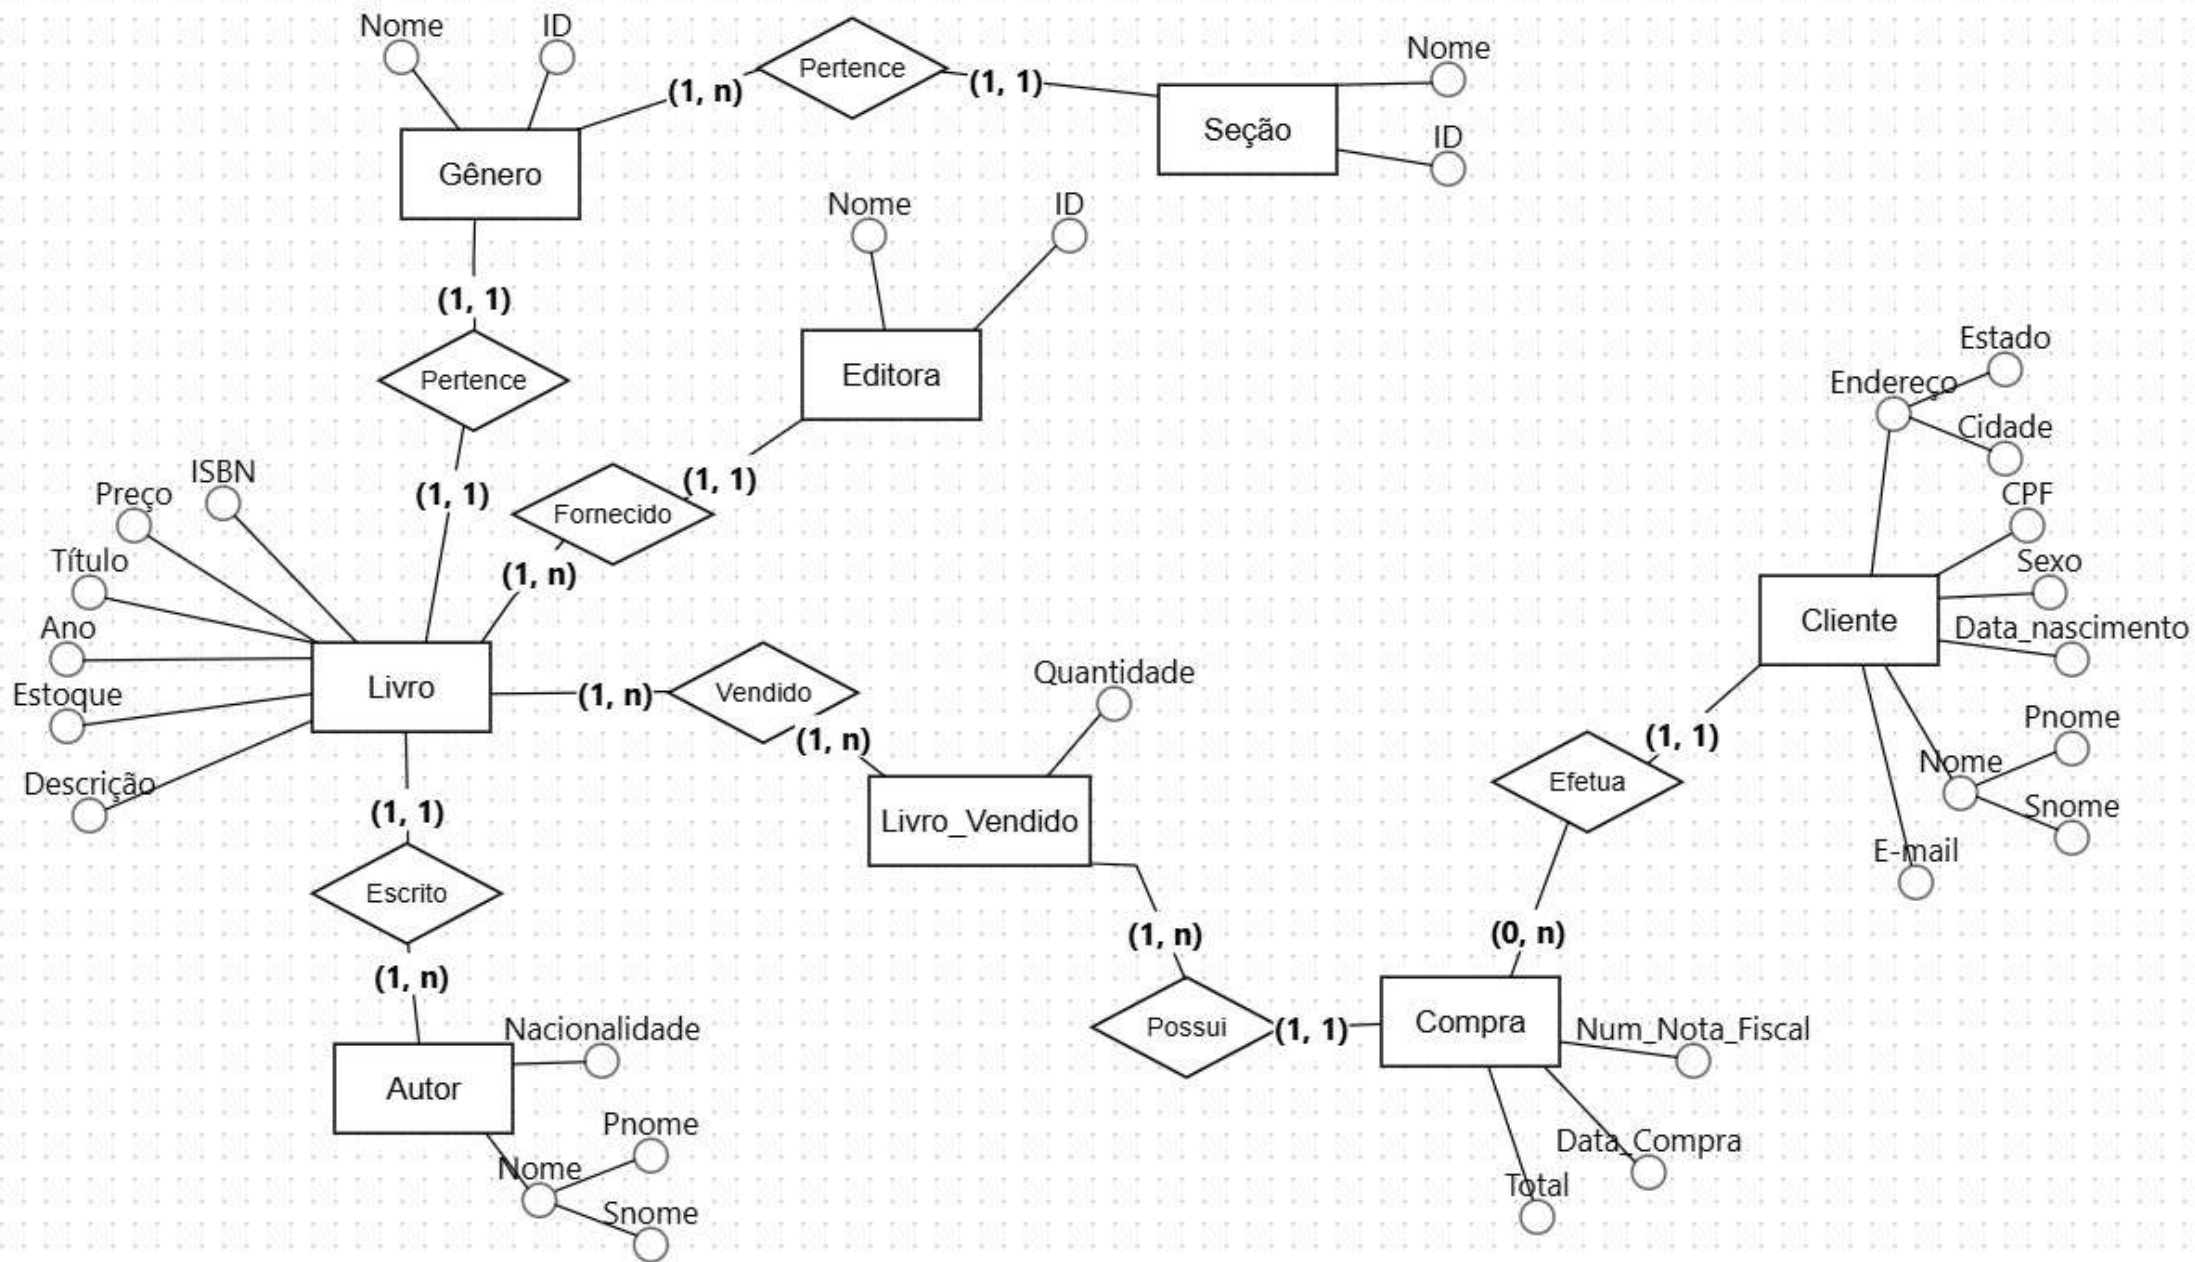 Nome
ID
Pertence
Nome
(1, n)
(1, 1)
Seção
ID
Gênero
Nome
ID
(1, 1)
Pertence
Editora
Estado
Endereço
Cidade
ISBN
Preço
(1, 1)
(1, 1)
Fornecido
CPF
Título
(1, n)
Sexo
Ano
Cliente
Data_nascimento
Estoque
Livro
(1, n)
Vendido
Quantidade
(1, n)
(1, 1)
Pnome
Descrição
Nome
Efetua
Snome
(1, 1)
Livro_Vendido
E-mail
Escrito
(1, n)
(0, n)
(1, n)
Possui
(1, 1)
Compra
Num_Nota_Fiscal
Nacionalidade
Autor
Pnome
Data_Compra
Nome
Total
Snome